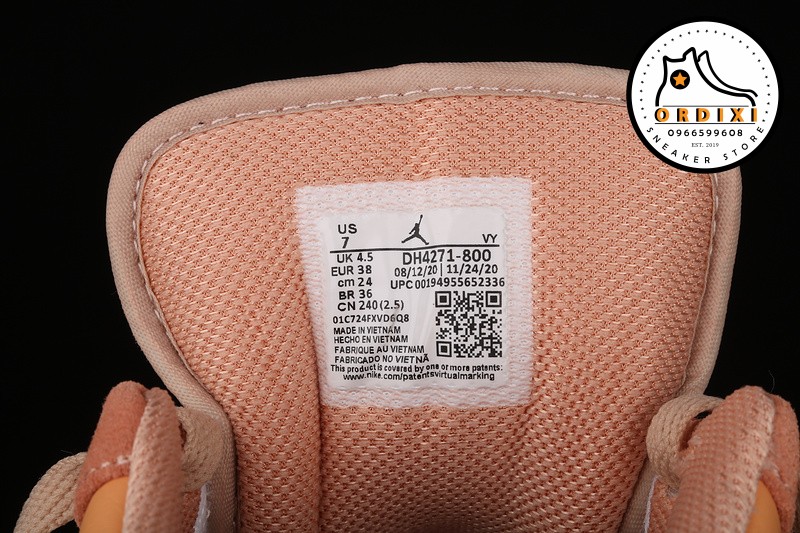 ORDIXI
0966599608
EST. 2019
SNEAKER STORE
US
7
VY
UK 4.5
DH4271-800
EUR 38
08/12/20 | 11/24/20
cm 24
UPC 00194955652336
BR 36
CN 240 (2.5)
01C724FXVD6Q8
MADE IN VIETNAM
HECHO EN VIETNAM
FABRIQUE AU VIETNAM
FABRICADO NO VIETNÃ
This product is covered by one or more patents:
www.nike.com/patentsvirtualmarking